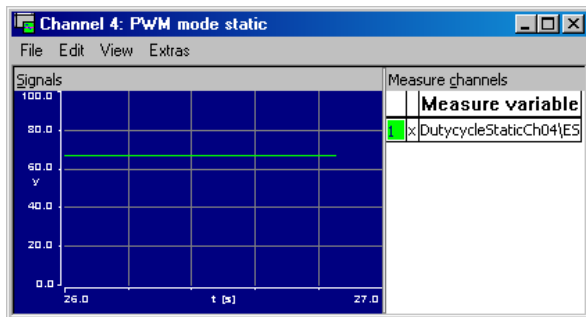 Channel 4: PWM mode static
File Edit View Extras
Signals
Measure channels
100.0
80.0
60.0
y
40.0
20.0
0.0
26.0 t [s] 27.0
Measure variable
1 x DutycycleStaticCh04\ES